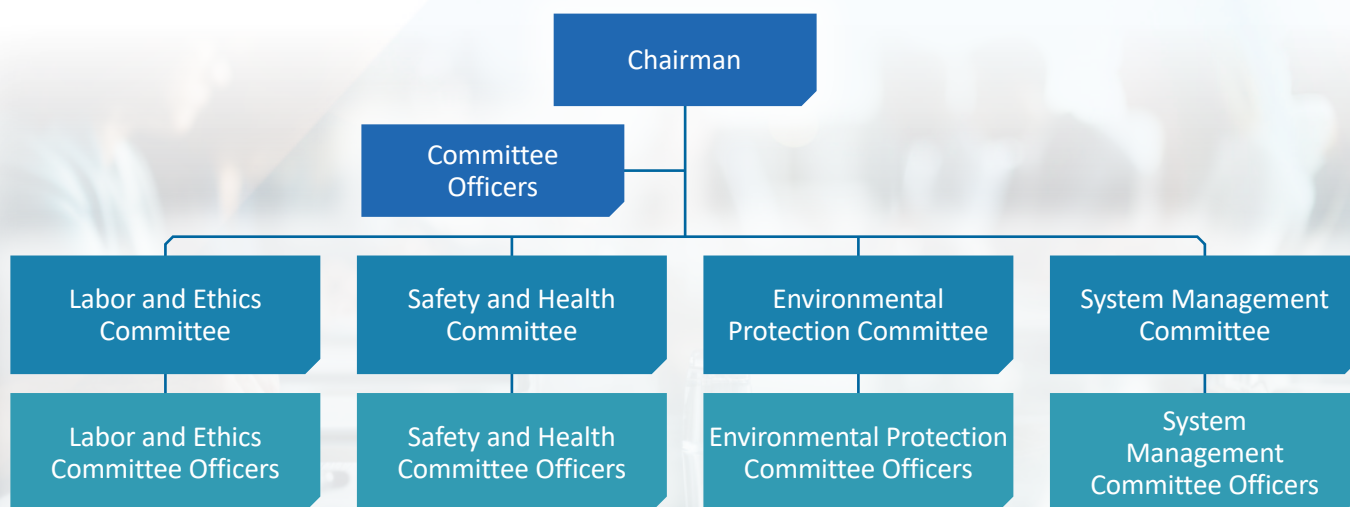 Chairman
Committee
Officers
Labor and Ethics
Committee
Safety and Health
Committee
Environmental
Protection Committee
System Management
Committee
Labor and Ethics
Committee Officers
Safety and Health
Committee Officers
Environmental Protection
Committee Officers
System
Management
Committee Officers